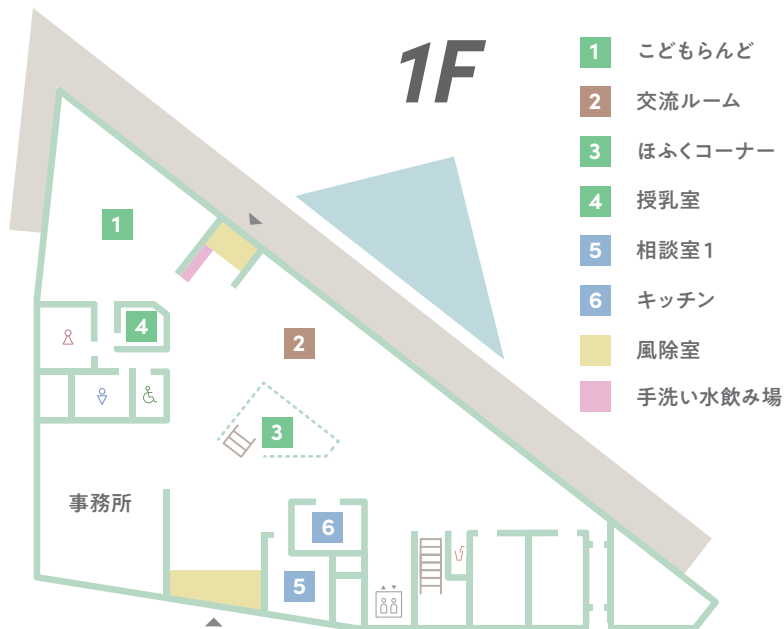 1F
1 こどもらんど
2 交流ルーム
3 ほふくコーナー
4 授乳室
5 相談室1
6 キッチン
風除室
手洗い水飲み場
1
4
2
3
事務所
6
5